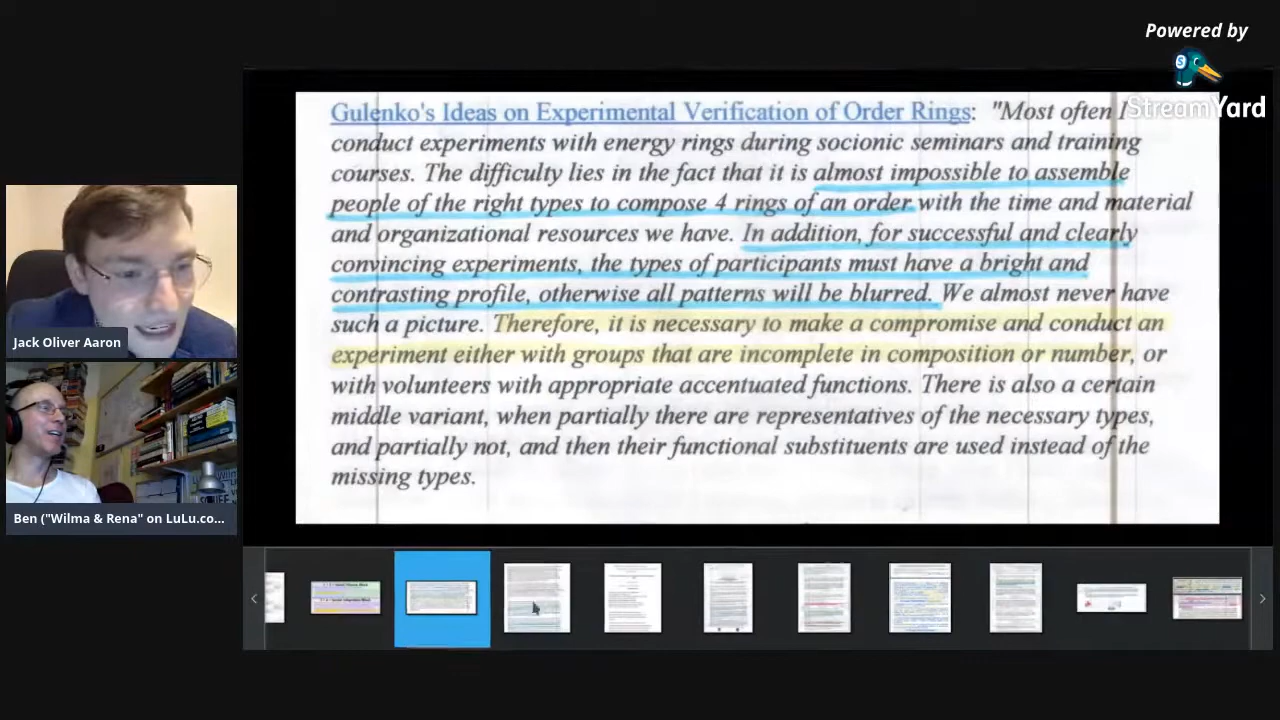 Powered by
StreamYard
Gulenko's Ideas on Experimental Verification of Order Rings: "Most often I
conduct experiments with energy rings during socionic seminars and training
courses. The difficulty lies in the fact that it is almost impossible to assemble
people of the right types to compose 4 rings of an order with the time and material
and organizational resources we have. In addition, for successful and clearly
convincing experiments, the types of participants must have a bright and
contrasting profile, otherwise all patterns will be blurred. We almost never have
such a picture. Therefore, it is necessary to make a compromise and conduct an
experiment either with groups that are incomplete in composition or number, or
with volunteers with appropriate accentuated functions. There is also a certain
middle variant, when partially there are representatives of the necessary types,
and partially not, and then their functional substituents are used instead of the
missing types.
Jack Oliver Aaron
Ben ("Wilma & Rena" on LuLu.co...